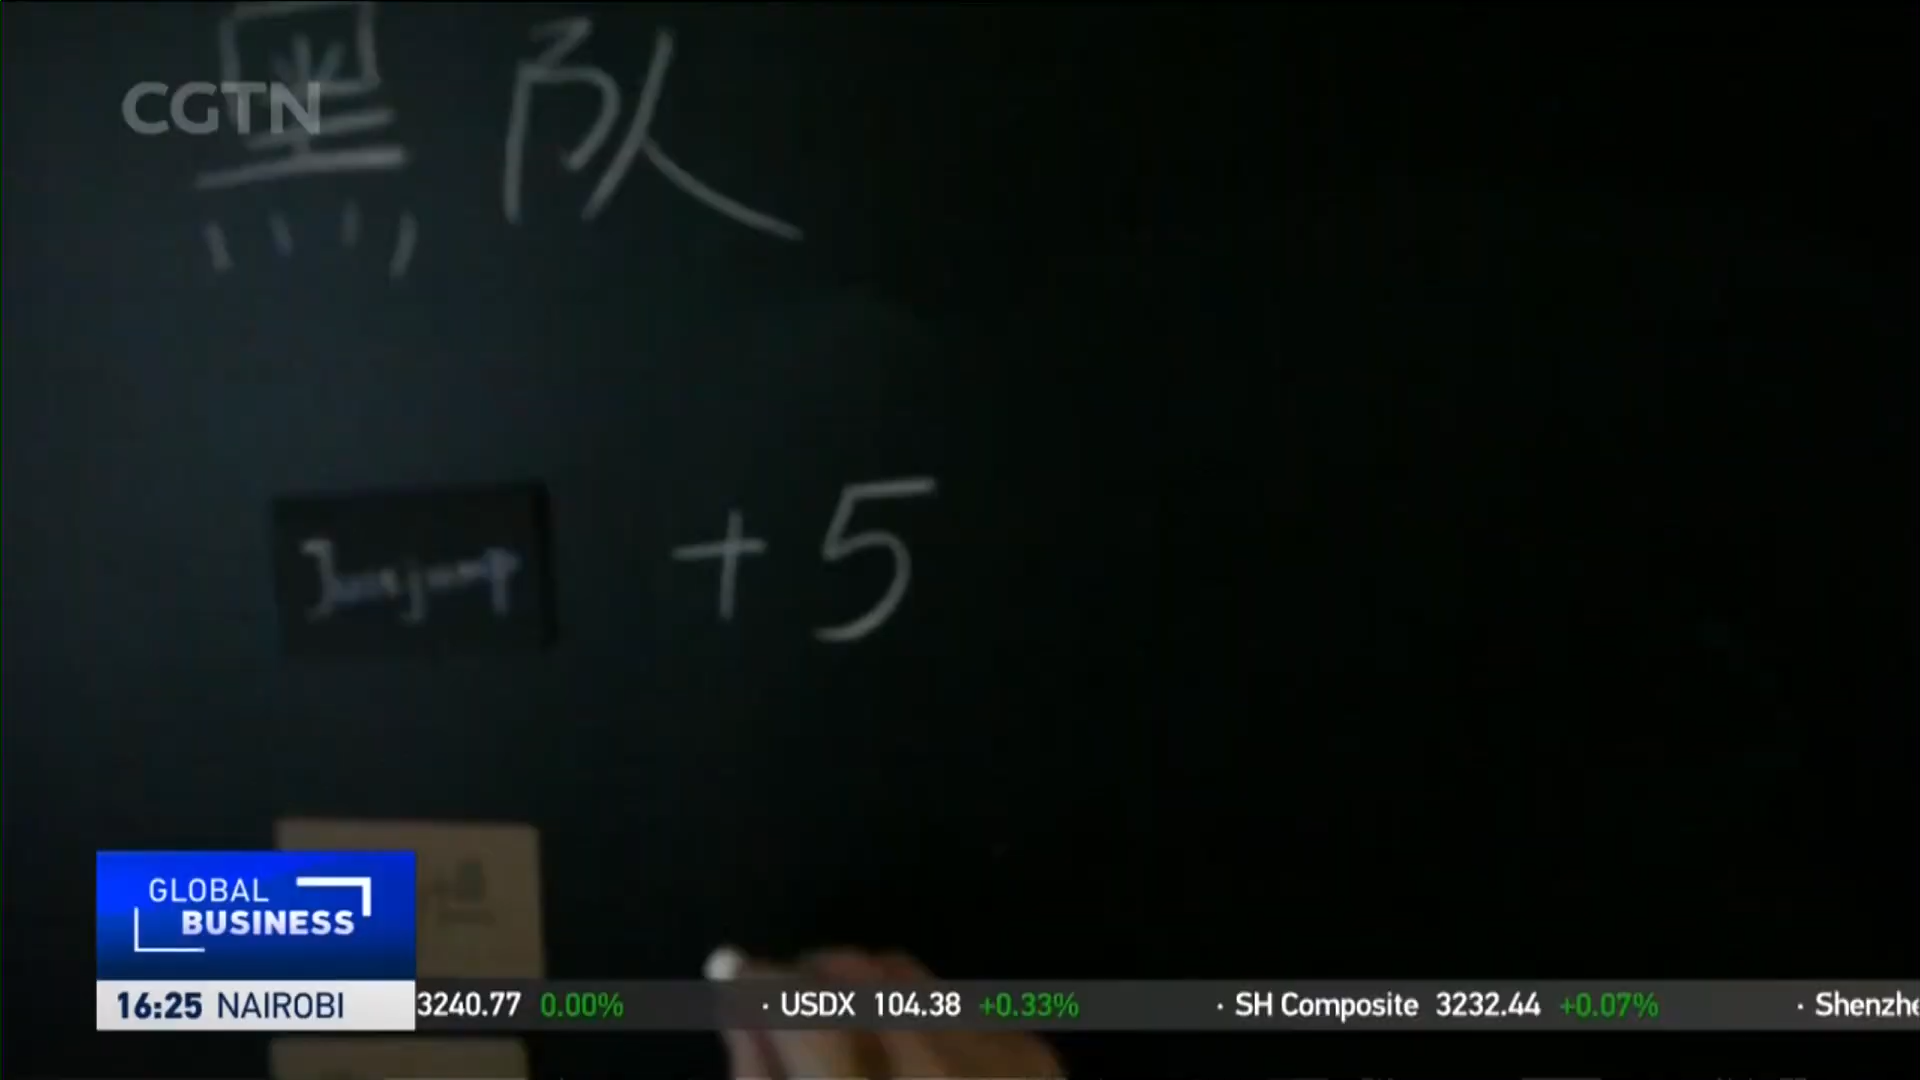 黑队
CGTN
+5
GLOBAL
BUSINESS
16:25 NAIROBI
3240.77 0.00% · USDX 104.38 +0.33% · SH Composite 3232.44 +0.07% · Shenzhe